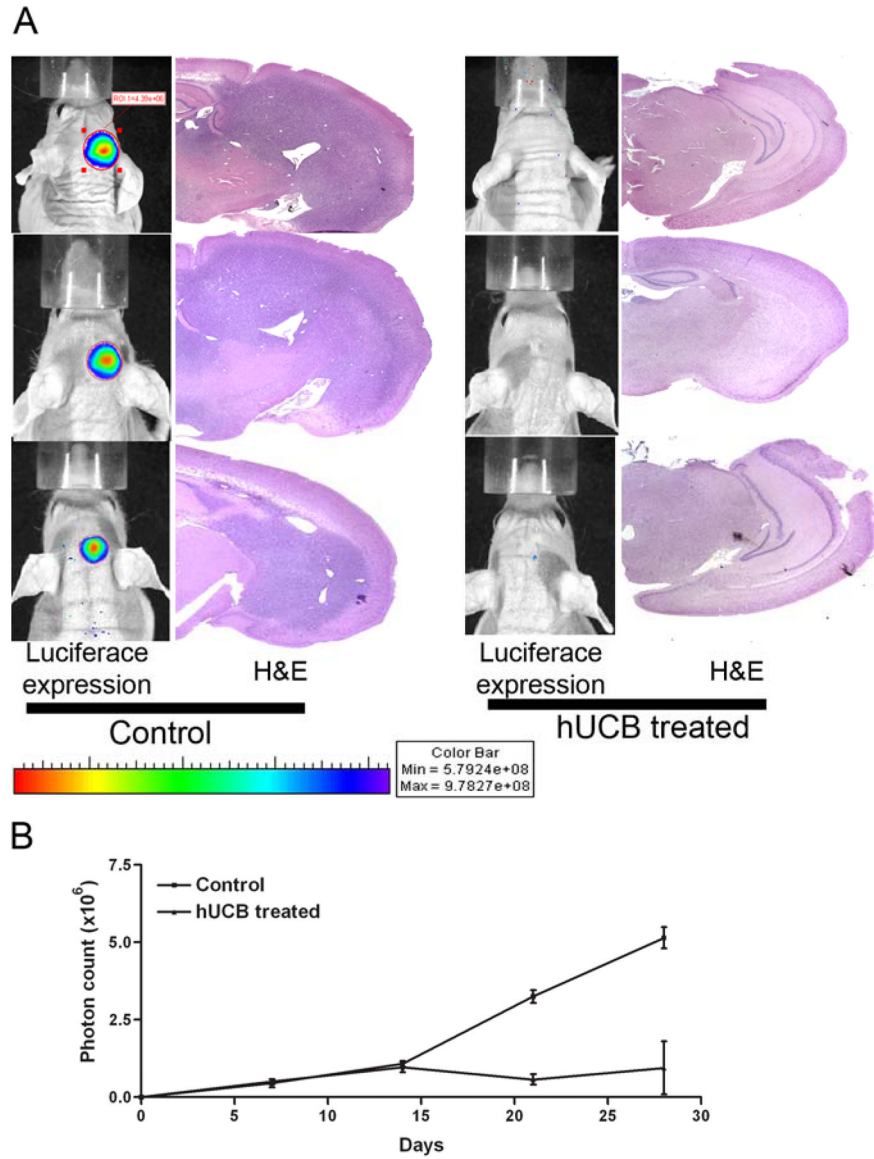 A
ROI 1=4.39e+06
Luciferace
expression
H&E
Control
Luciferace
expression
H&E
hUCB treated
Color Bar
Min = 5.7924e+08
Max = 9.7827e+08
B
Control
hUCB treated
Photon count (x10⁶)
7.5
5.0
2.5
0.0
0
5
10
15
20
25
30
Days